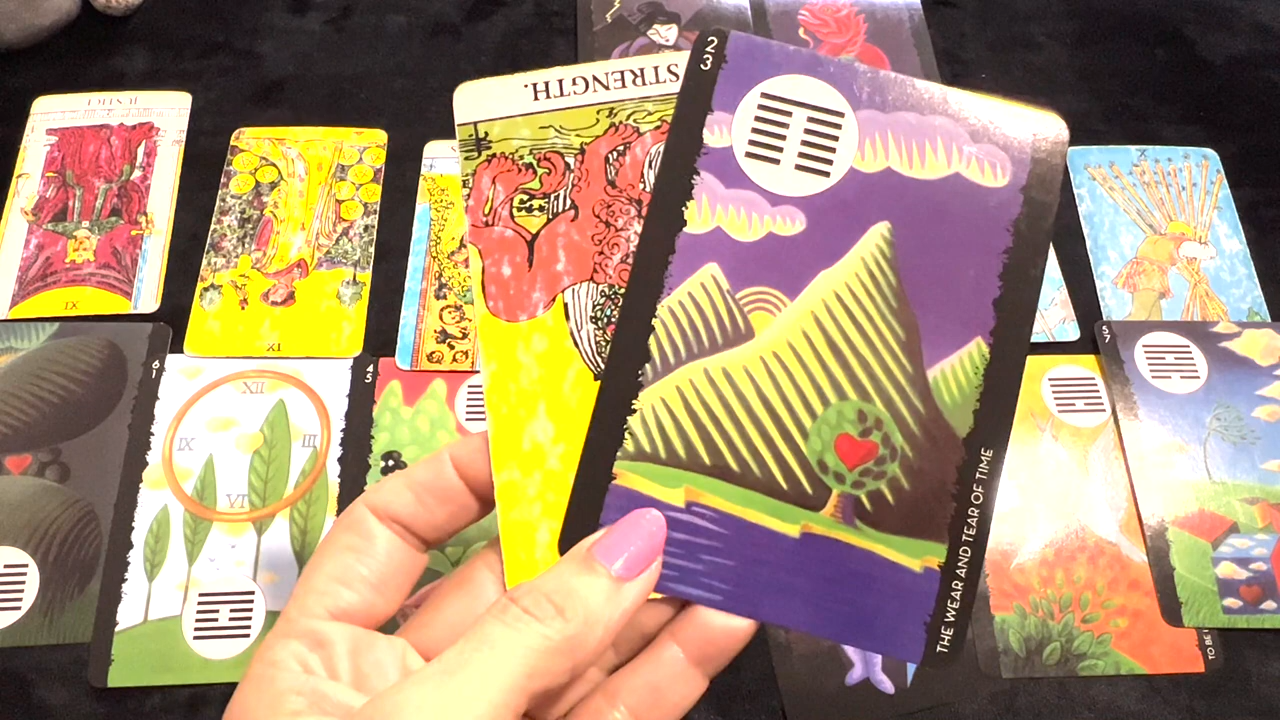 JUSTICE
XI
IX
STRENGTH.
23
THE WEAR AND TEAR OF TIME
X
61
XII
IX
III
VI
45
57
TO BE